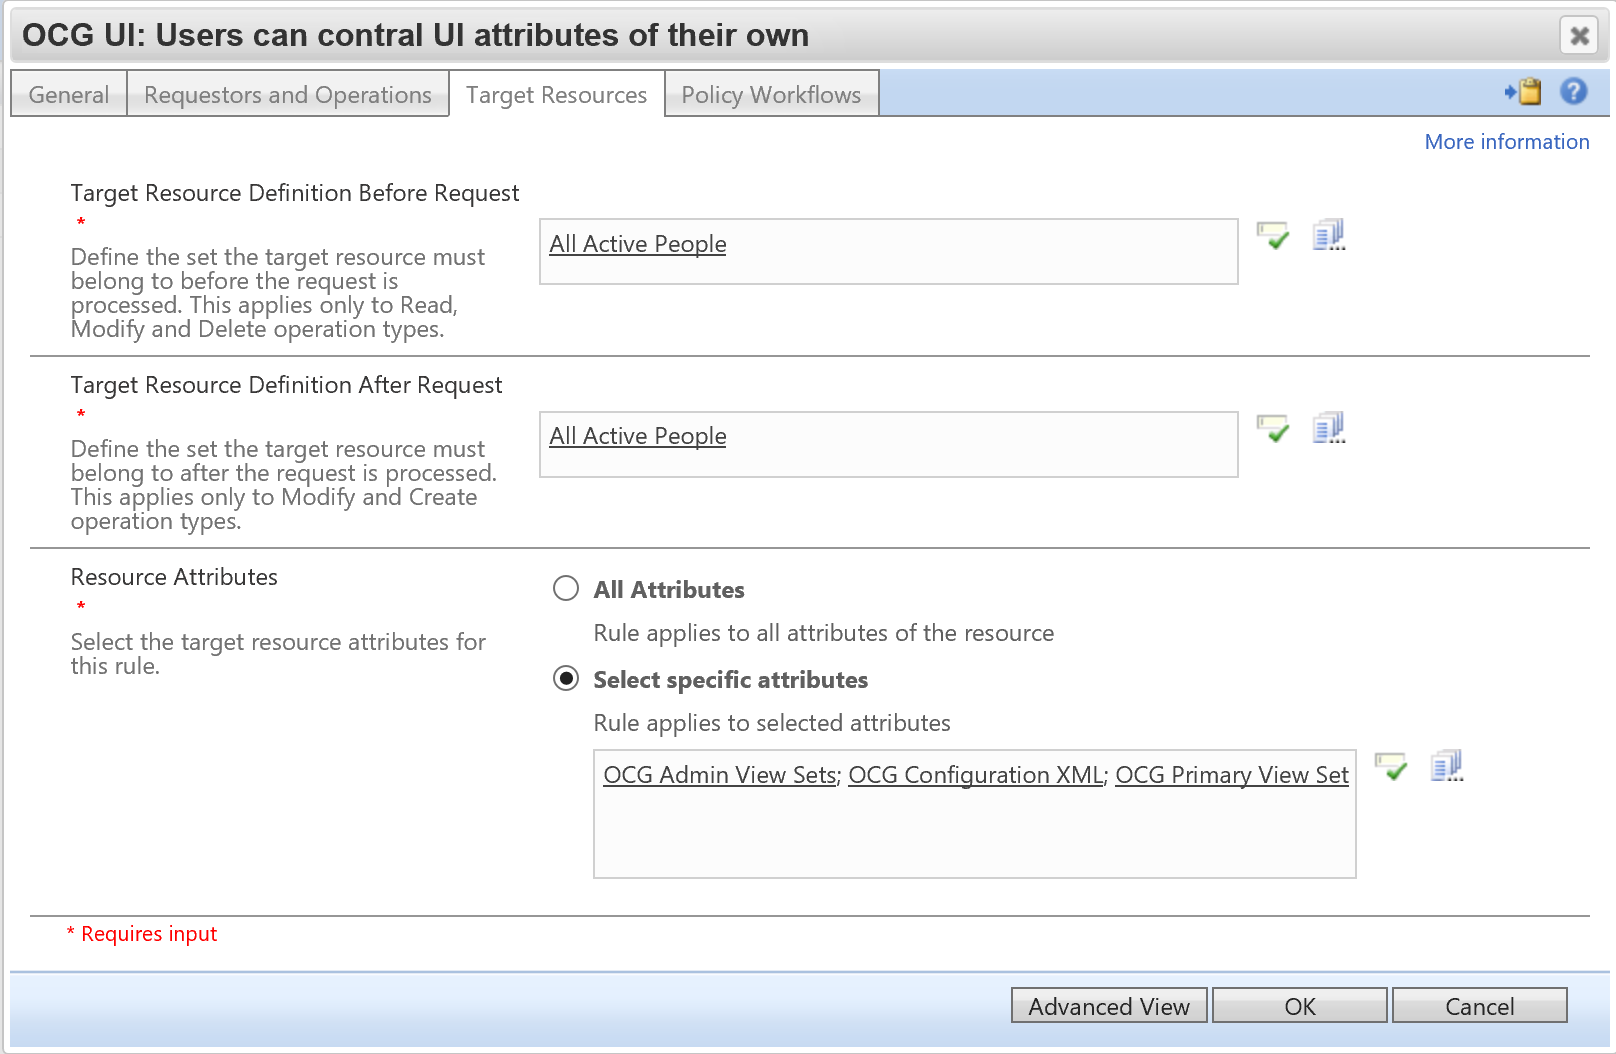 OCG UI: Users can contral UI attributes of their own
General
Requestors and Operations
Target Resources
Policy Workflows
More information
Target Resource Definition Before Request
*
Define the set the target resource must
belong to before the request is
processed. This applies only to Read,
Modify and Delete operation types.
All Active People
Target Resource Definition After Request
*
Define the set the target resource must
belong to after the request is processed.
This applies only to Modify and Create
operation types.
All Active People
Resource Attributes
*
Select the target resource attributes for
this rule.
All Attributes
Rule applies to all attributes of the resource
Select specific attributes
Rule applies to selected attributes
OCG Admin View Sets; OCG Configuration XML; OCG Primary View Set
* Requires input
Advanced View
OK
Cancel